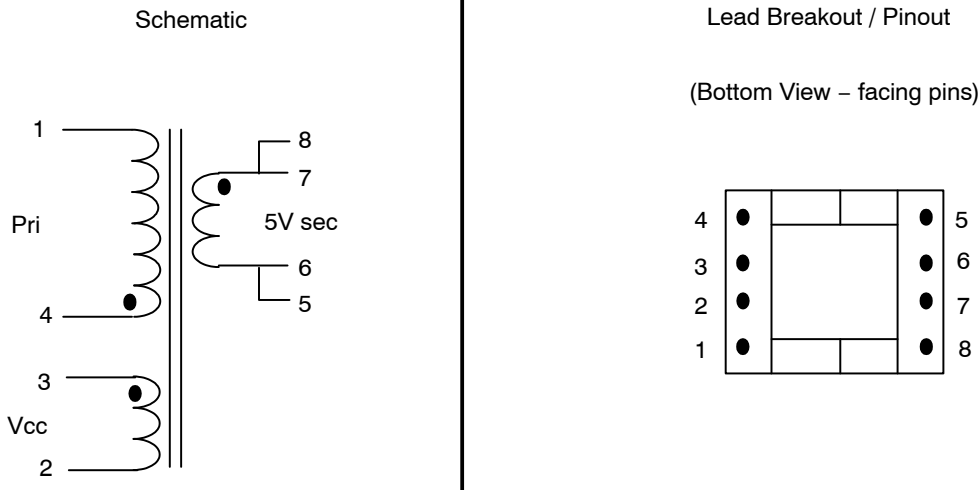 Schematic
1
Pri
4
3
Vcc
2
8
7
5V sec
6
5
Lead Breakout / Pinout
(Bottom View – facing pins)
4
3
2
1
5
6
7
8